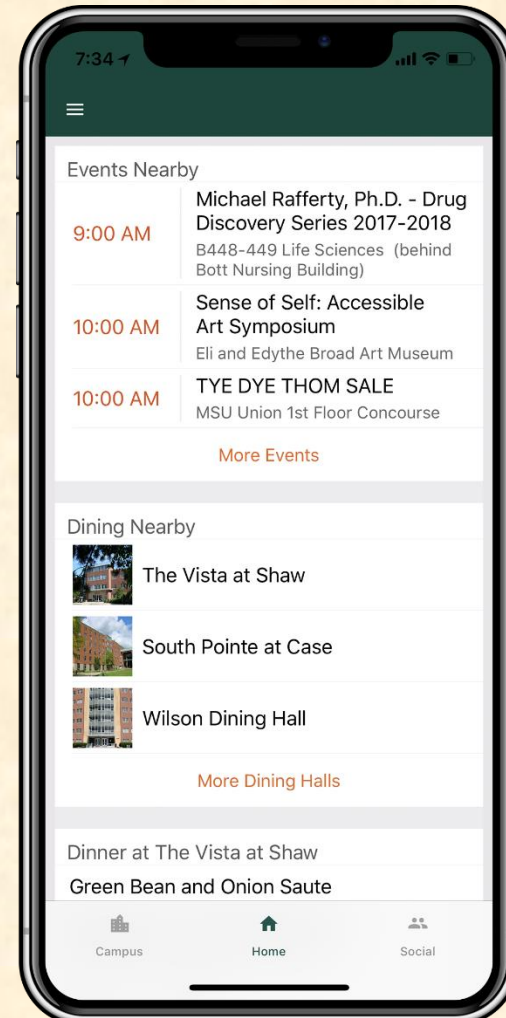 7:34
Events Nearby
9:00 AM
Michael Rafferty, Ph.D. - Drug
Discovery Series 2017-2018
B448-449 Life Sciences (behind
Bott Nursing Building)
10:00 AM
Sense of Self: Accessible
Art Symposium
Eli and Edythe Broad Art Museum
10:00 AM
TYE DYE THOM SALE
MSU Union 1st Floor Concourse
More Events
Dining Nearby
The Vista at Shaw
South Pointe at Case
Wilson Dining Hall
More Dining Halls
Dinner at The Vista at Shaw
Green Bean and Onion Saute
Campus
Home
Social